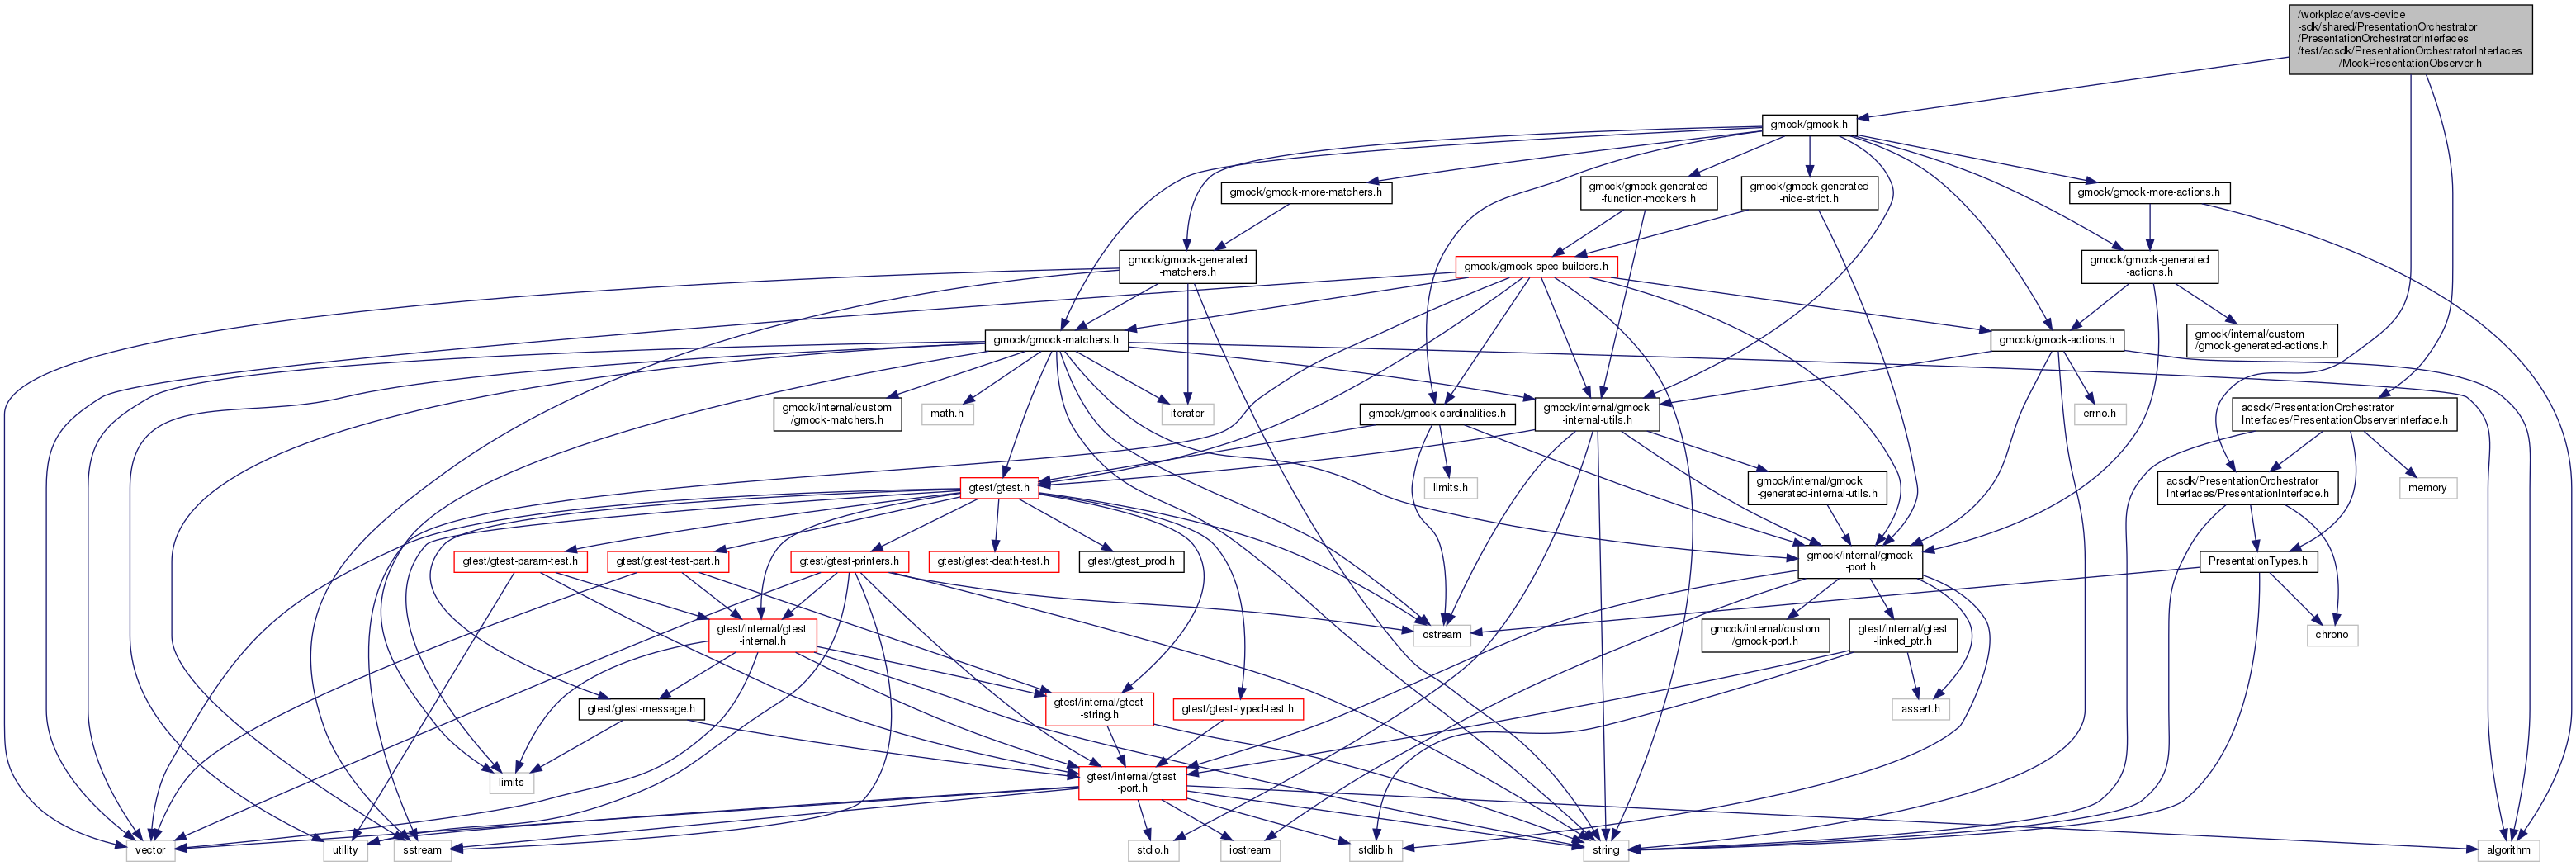 /workplace/avs-device
-sdk/shared/PresentationOrchestrator
/PresentationOrchestratorInterfaces
/test/acsdk/PresentationOrchestratorInterfaces
/MockPresentationObserver.h
gmock/gmock.h
gmock/gmock-more-matchers.h
gmock/gmock-generated
-function-mockers.h
gmock/gmock-generated
-nice-strict.h
gmock/gmock-more-actions.h
gmock/gmock-generated
-matchers.h
gmock/gmock-spec-builders.h
gmock/gmock-generated
-actions.h
gmock/gmock-matchers.h
gmock/gmock-actions.h
gmock/internal/custom
/gmock-generated-actions.h
gmock/internal/custom
/gmock-matchers.h
math.h
iterator
gmock/gmock-cardinalities.h
gmock/internal/gmock
-internal-utils.h
errno.h
acsdk/PresentationOrchestrator
Interfaces/PresentationObserverInterface.h
gtest/gtest.h
limits.h
gmock/internal/gmock
-generated-internal-utils.h
acsdk/PresentationOrchestrator
Interfaces/PresentationInterface.h
memory
gtest/gtest-param-test.h
gtest/gtest-test-part.h
gtest/gtest-printers.h
gtest/gtest-death-test.h
gtest/gtest_prod.h
gmock/internal/gmock
-port.h
PresentationTypes.h
gtest/internal/gtest
-internal.h
ostream
gmock/internal/custom
/gmock-port.h
gtest/internal/gtest
-linked_ptr.h
chrono
gtest/gtest-message.h
gtest/internal/gtest
-string.h
gtest/gtest-typed-test.h
assert.h
limits
gtest/internal/gtest
-port.h
vector
utility
sstream
stdio.h
iostream
stdlib.h
string
algorithm